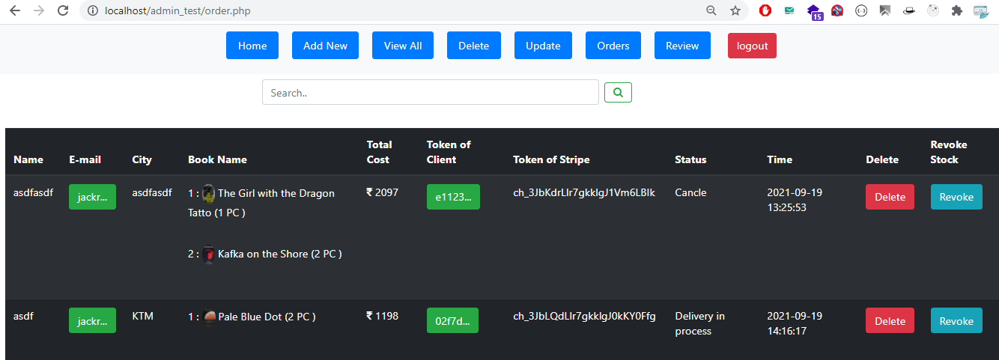 localhost/admin_test/order.php
15
Home Add New View All Delete Update Orders Review logout
Search..
Name E-mail City Book Name Total Cost Token of Client Token of Stripe Status Time Delete Revoke Stock
asdfasdf jackr... asdfasdf 1 : The Girl with the Dragon ₹ 2097 e1123... ch_3JbKdrLIr7gkklgJ1Vm6LBIk Cancle 2021-09-19 Delete Revoke
Tatto (1 PC ) 13:25:53
2 : Kafka on the Shore (2 PC )
asdf jackr... KTM 1 : Pale Blue Dot (2 PC ) ₹ 1198 02f7d... ch_3JbLQdLIr7gkklgJ0kKY0Ffg Delivery in 2021-09-19 Delete Revoke
process 14:16:17